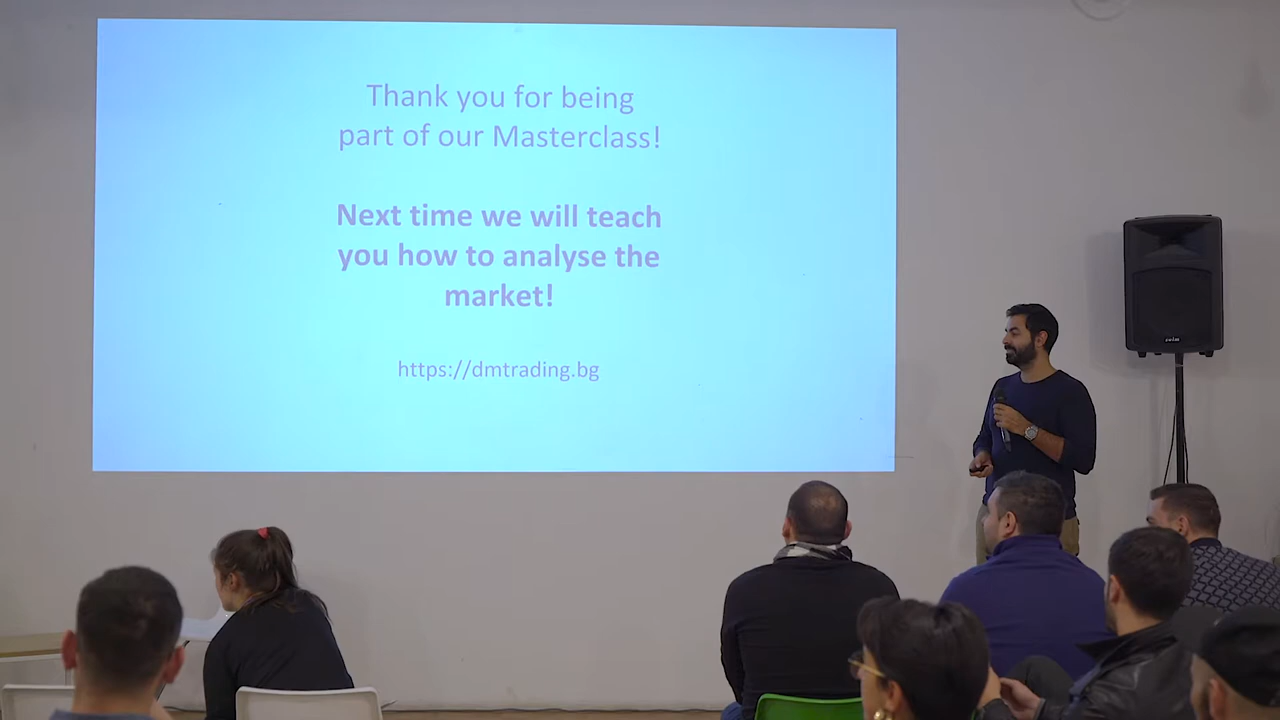 Thank you for being
part of our Masterclass!
Next time we will teach
you how to analyse the
market!
https://dmtrading.bg